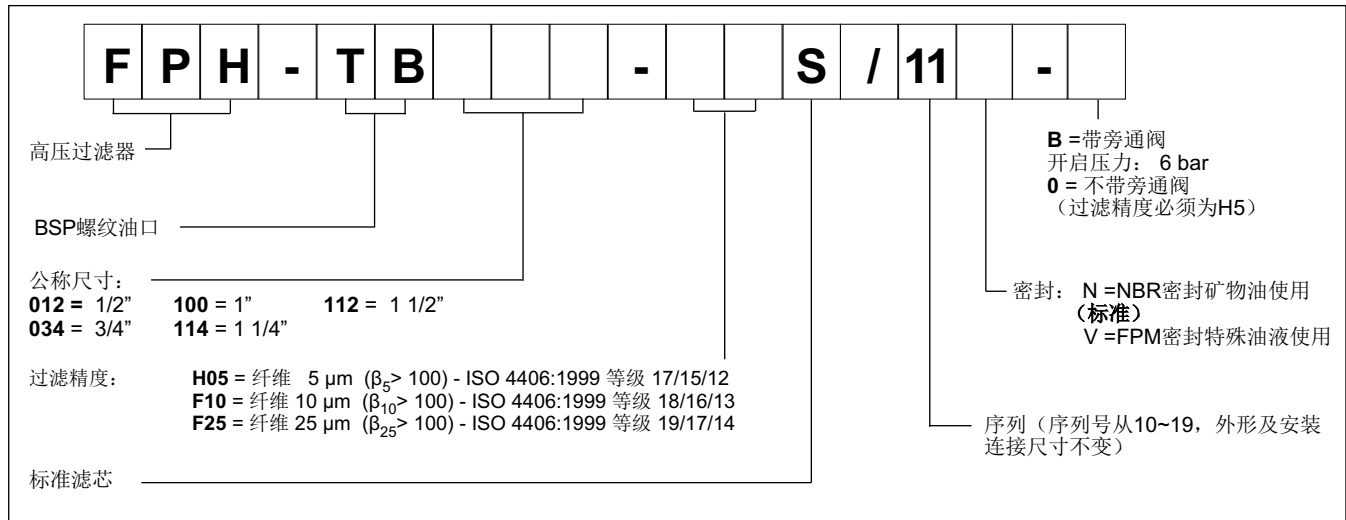 F P H - T B - S / 11 -
高压过滤器
BSP螺纹油口
公称尺寸：
012 = 1/2” 100 = 1” 112 = 1 1/2”
034 = 3/4” 114 = 1 1/4”
过滤精度： H05 = 纤维 5 μm (β5> 100) - ISO 4406:1999 等级 17/15/12
F10 = 纤维 10 μm (β10> 100) - ISO 4406:1999 等级 18/16/13
F25 = 纤维 25 μm (β25> 100) - ISO 4406:1999 等级 19/17/14
标准滤芯
B =带旁通阀
开启压力： 6 bar
0 = 不带旁通阀
（过滤精度必须为H5）
密封： N =NBR密封矿物油使用
（标准）
V =FPM密封特殊油液使用
序列（序列号从10~19，外形及安装
连接尺寸不变）